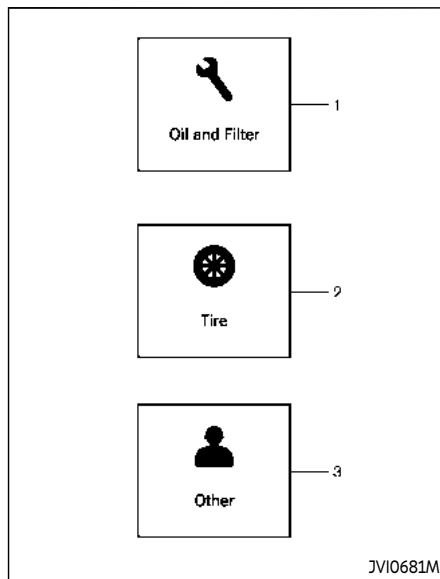 Oil and Filter
1
Tire
2
Other
3
JVI0681M